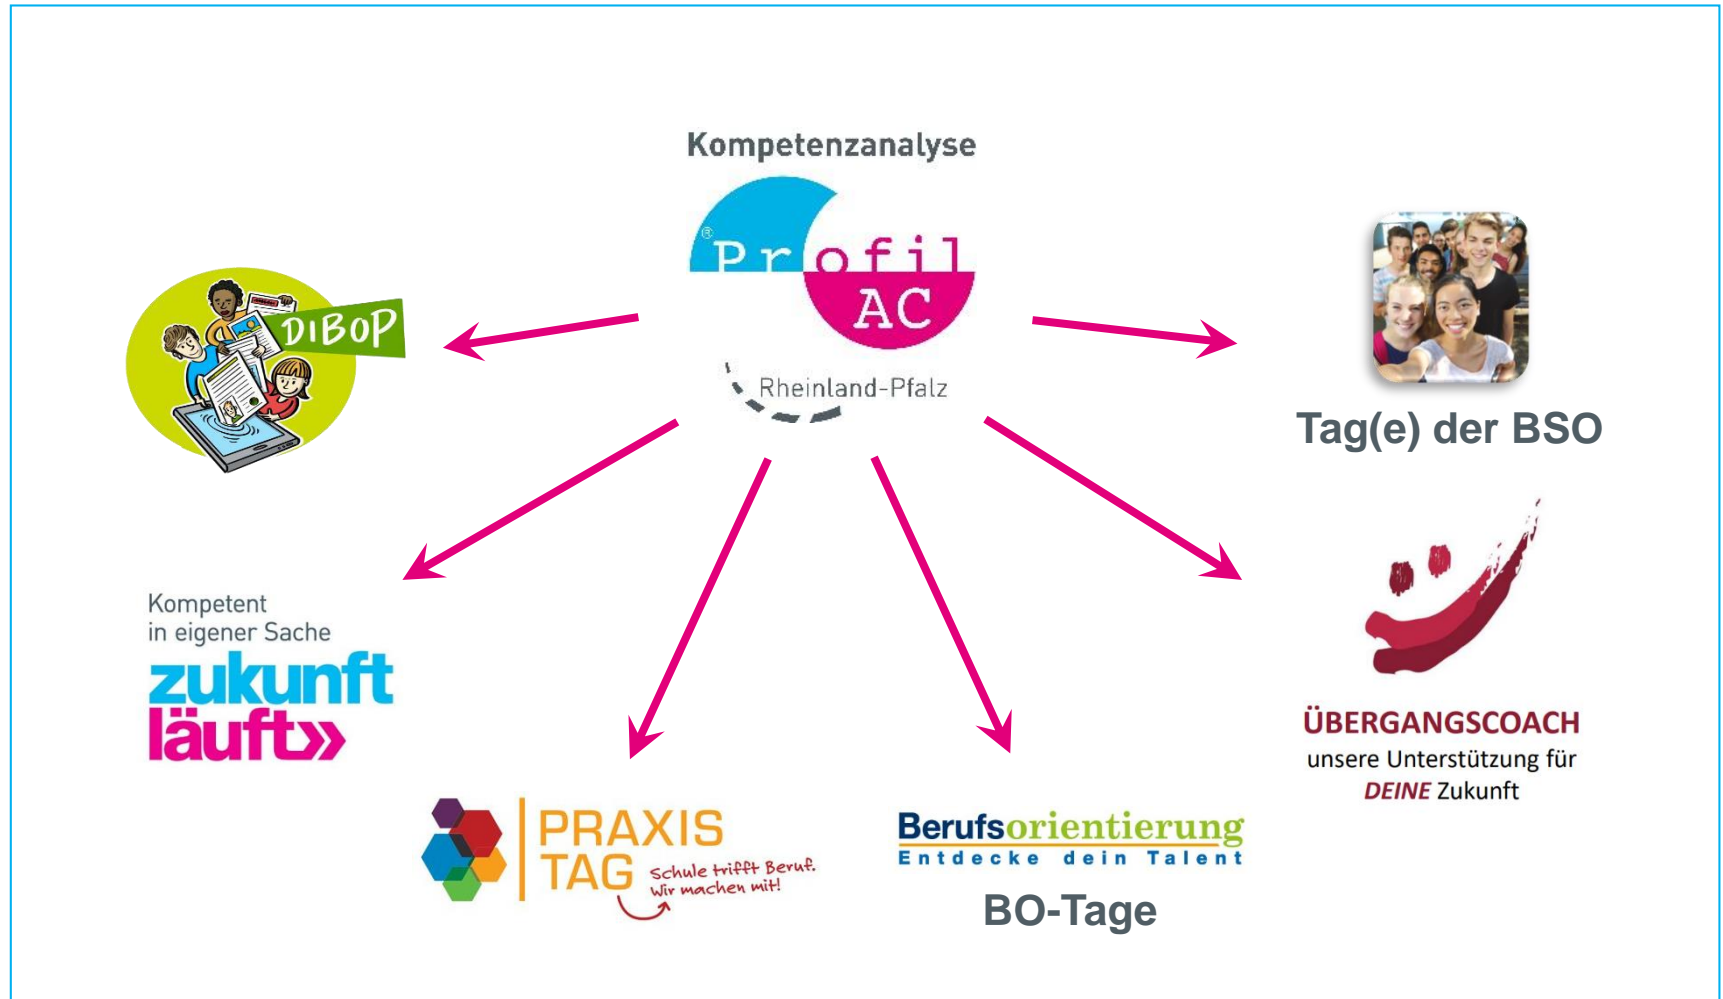 Kompetenzanalyse
®Profil
AC
Rheinland-Pfalz
DIBOP
Tag(e) der BSO
Kompetent
in eigener Sache
zukunft
läuft»
ÜBERGANGSCOACH
unsere Unterstützung für
DEINE Zukunft
PRAXIS
TAG
Schule trifft Beruf.
Wir machen mit!
Berufsorientierung
Entdecke dein Talent
BO-Tage